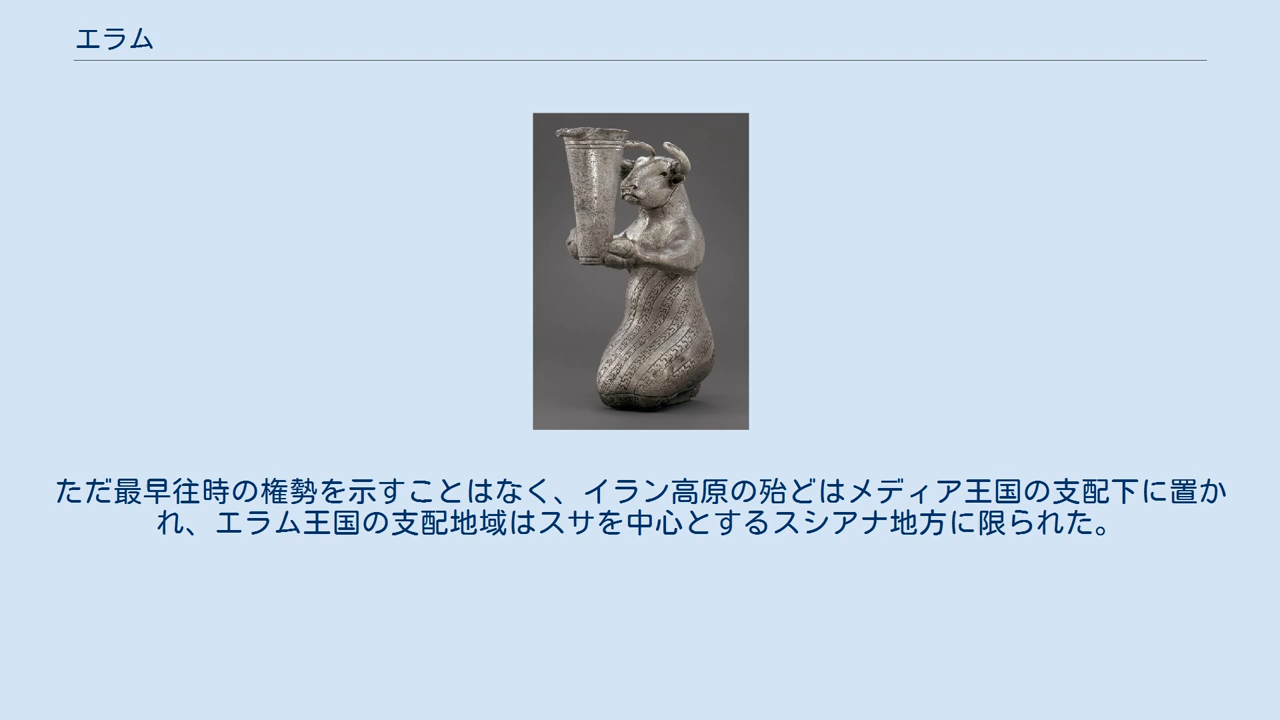 エラム
ただ最早往時の権勢を示すことはなく、イラン高原の殆どはメディア王国の支配下に置か
れ、エラム王国の支配地域はスサを中心とするスシアナ地方に限られた。